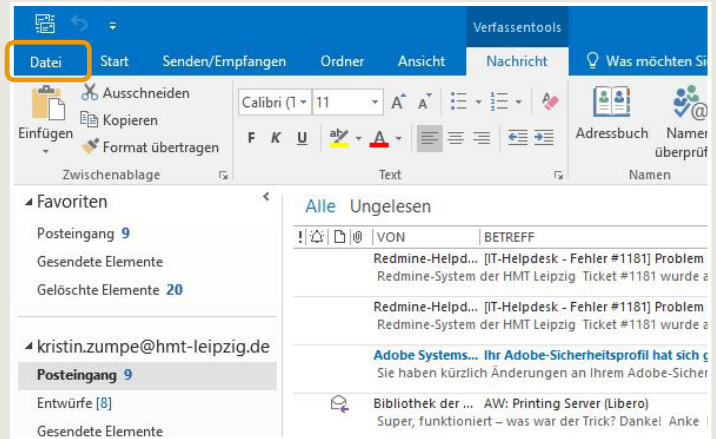 Verfassentools
Datei Start Senden/Empfangen Ordner Ansicht Nachricht Was möchten Si
Einfügen
Ausschneiden
Kopieren
Format übertragen
Zwischenablage
Calibri (T 11 A A
F K U ab A
Text
Adressbuch Namen
überprüf
Namen
Favoriten
Posteingang 9
Gesendete Elemente
Gelöschte Elemente 20
kristin.zumpe@hmt-leipzig.de
Posteingang 9
Entwürfe [8]
Gesendete Elemente
Alle Ungelesen
VON BETREFF
Redmine-Helpd... [IT-Helpdesk - Fehler #1181] Problem
Redmine-System der HMT Leipzig Ticket #1181 wurde a
Redmine-Helpd... [IT-Helpdesk - Fehler #1181] Problem
Redmine-System der HMT Leipzig Ticket #1181 wurde a
Adobe Systems... Ihr Adobe-Sicherheitsprofil hat sich g
Sie haben kürzlich Änderungen an Ihrem Adobe-Sicher
Bibliothek der ... AW: Printing Server (Libero)
Super, funktioniert – was war der Trick? Danke! Anke